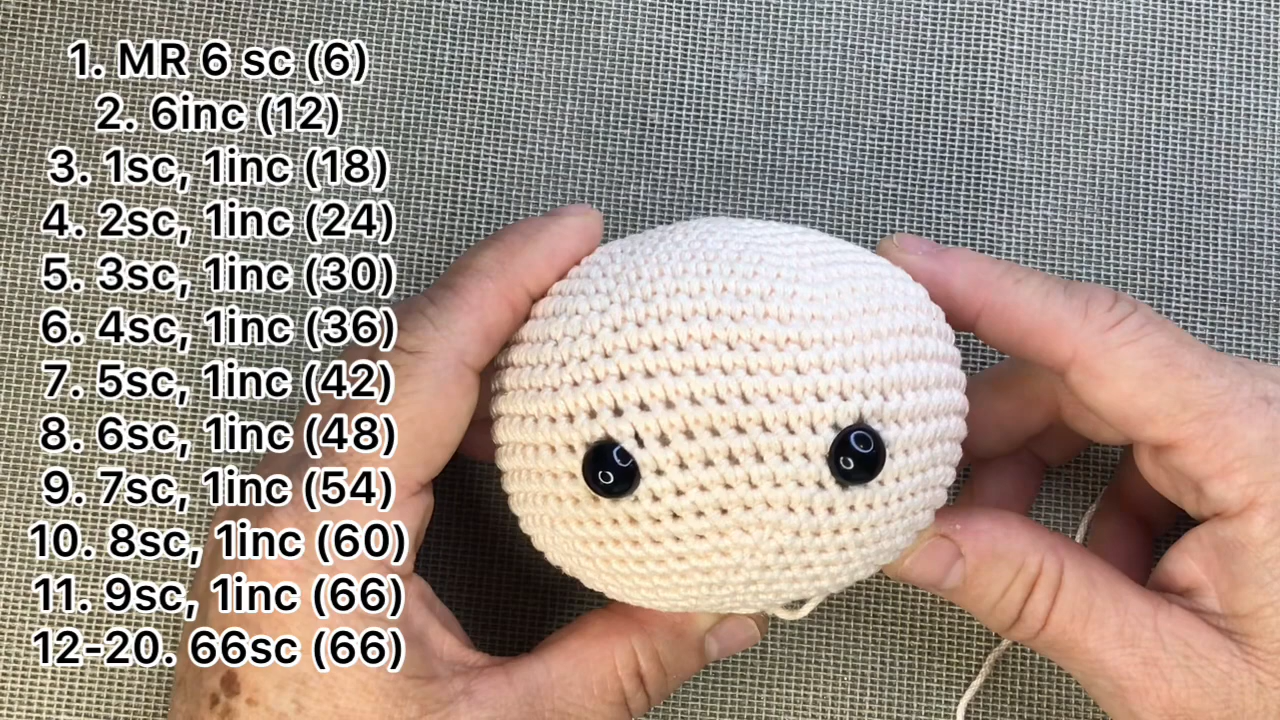 1. MR 6 sc (6)
2. 6inc (12)
3. 1sc, 1inc (18)
4. 2sc, 1inc (24)
5. 3sc, 1inc (30)
6. 4sc, 1inc (36)
7. 5sc, 1inc (42)
8. 6sc, 1inc (48)
9. 7sc, 1inc (54)
10. 8sc, 1inc (60)
11. 9sc, 1inc (66)
12-20. 66sc (66)